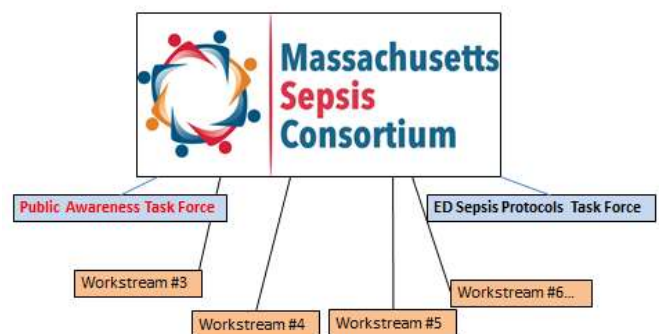 Massachusetts
Sepsis
Consortium
Public Awareness Task Force
ED Sepsis Protocols Task Force
Workstream #3
Workstream #6...
Workstream #4
Workstream #5